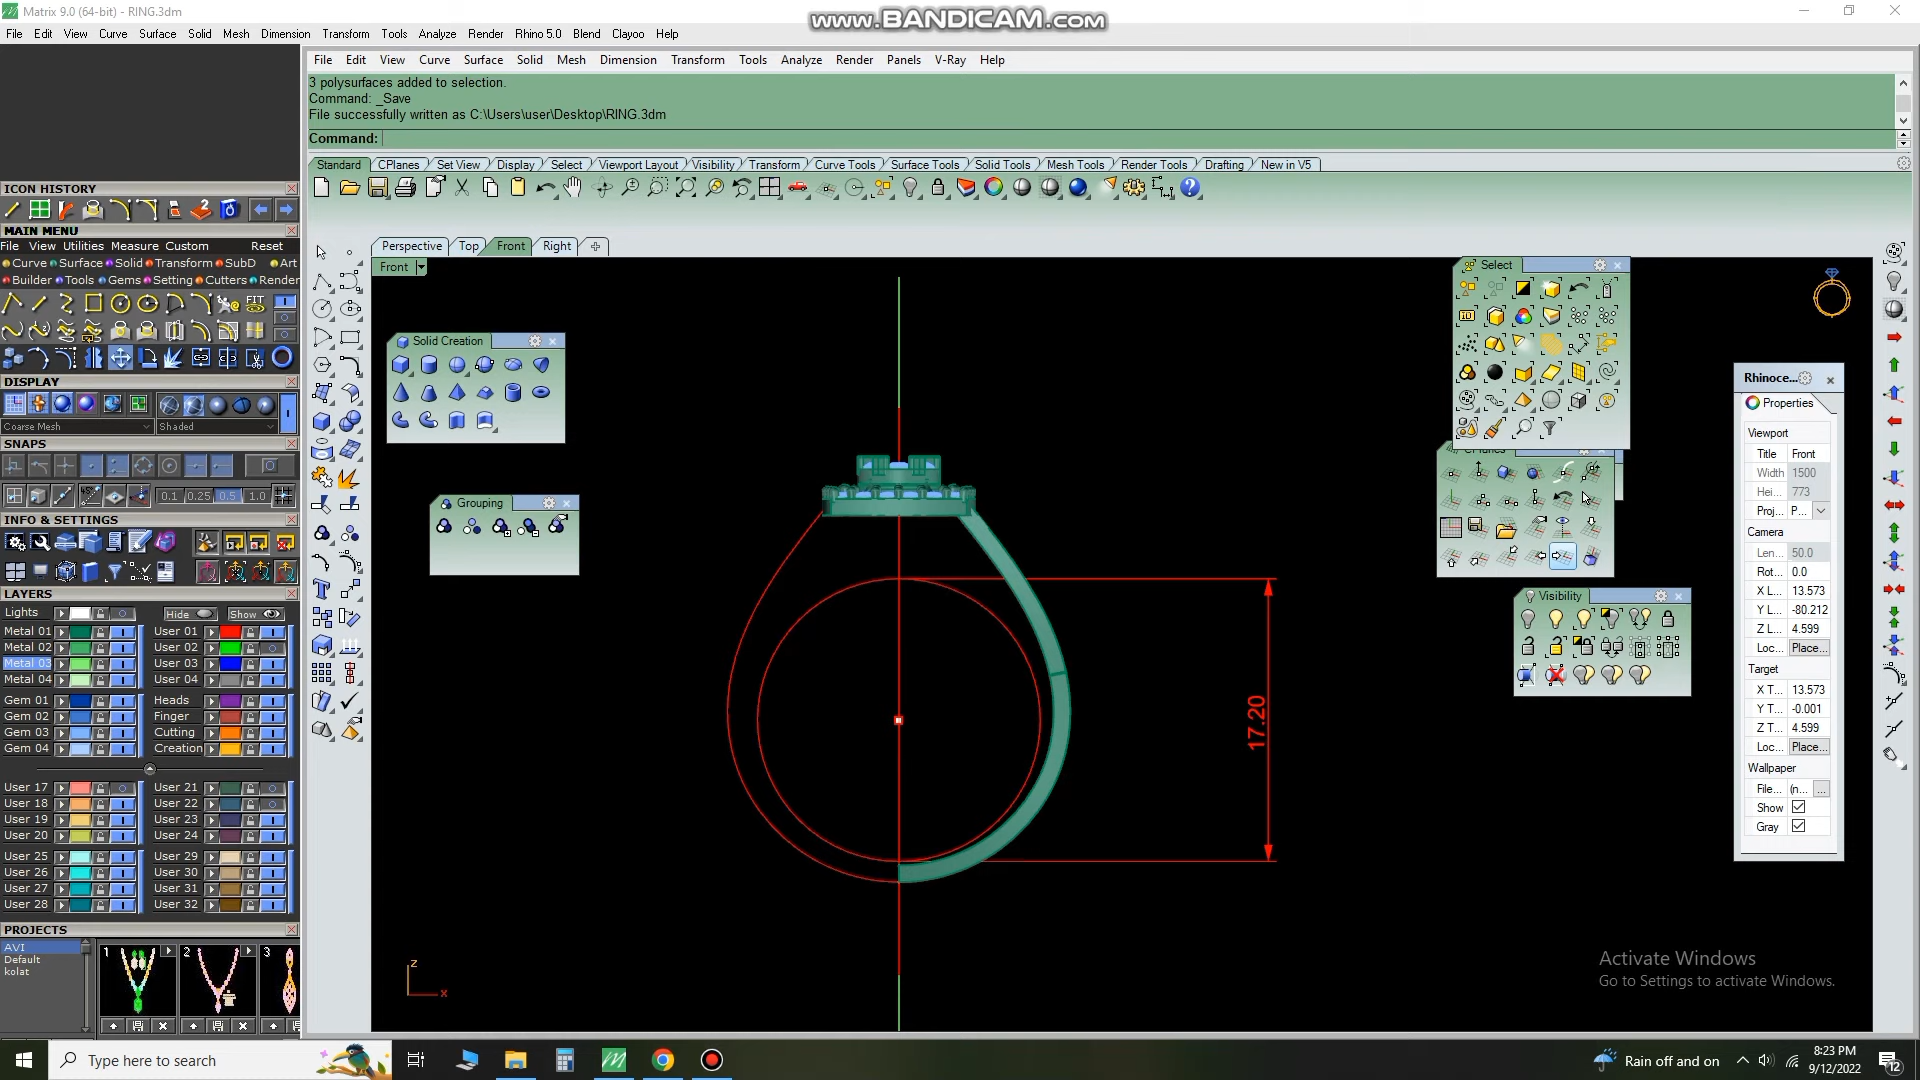 Matrix 9.0 (64-bit) - RING.3dm
www.BANDICAM.com
File Edit View Curve Surface Solid Mesh Dimension Transform Tools Analyze Render Rhino 5.0 Blend Clayoo Help
File Edit View Curve Surface Solid Mesh Dimension Transform Tools Analyze Render Panels V-Ray Help
3 polysurfaces added to selection.
Command: _Save
File successfully written as C:\Users\user\Desktop\RING.3dm
Command:
Standard CPlanes Set View Display Select Viewport Layout Visibility Transform Curve Tools Surface Tools Solid Tools Mesh Tools Render Tools Drafting New in V5
ICON HISTORY
MAIN MENU
File View Utilities Measure Custom Reset
Curve Surface Solid Transform SubD Art
Builder Tools Gems Setting Cutters Render
FIT
DISPLAY
Coarse Mesh Shaded
SNAPS
0.1 0.25 0.5 1.0
INFO & SETTINGS
LAYERS
Lights Hide Show
Metal 01 User 01
Metal 02 User 02
Metal 03 User 03
Metal 04 User 04
Gem 01 Heads
Gem 02 Finger
Gem 03 Cutting
Gem 04 Creation
User 17 User 21
User 18 User 22
User 19 User 23
User 20 User 24
User 25 User 29
User 26 User 30
User 27 User 31
User 28 User 32
PROJECTS
AVI
Default
kolat
1 2 3
Perspective Top Front Right
Front
Solid Creation
Grouping
Select
CPlanes
Visibility
17.20
z
x
Rhinoce...
Properties
Viewport
Title Front
Width 1500
Hei... 773
Proj... P...
Camera
Len... 50.0
Rot... 0.0
X L... 13.573
Y L... -80.212
Z L... 4.599
Loc... Place...
Target
X T... 13.573
Y T... -0.001
Z T... 4.599
Loc... Place...
Wallpaper
File... (n... ...
Show
Gray
Activate Windows
Go to Settings to activate Windows.
Type here to search
Rain off and on
8:23 PM
9/12/2022
12